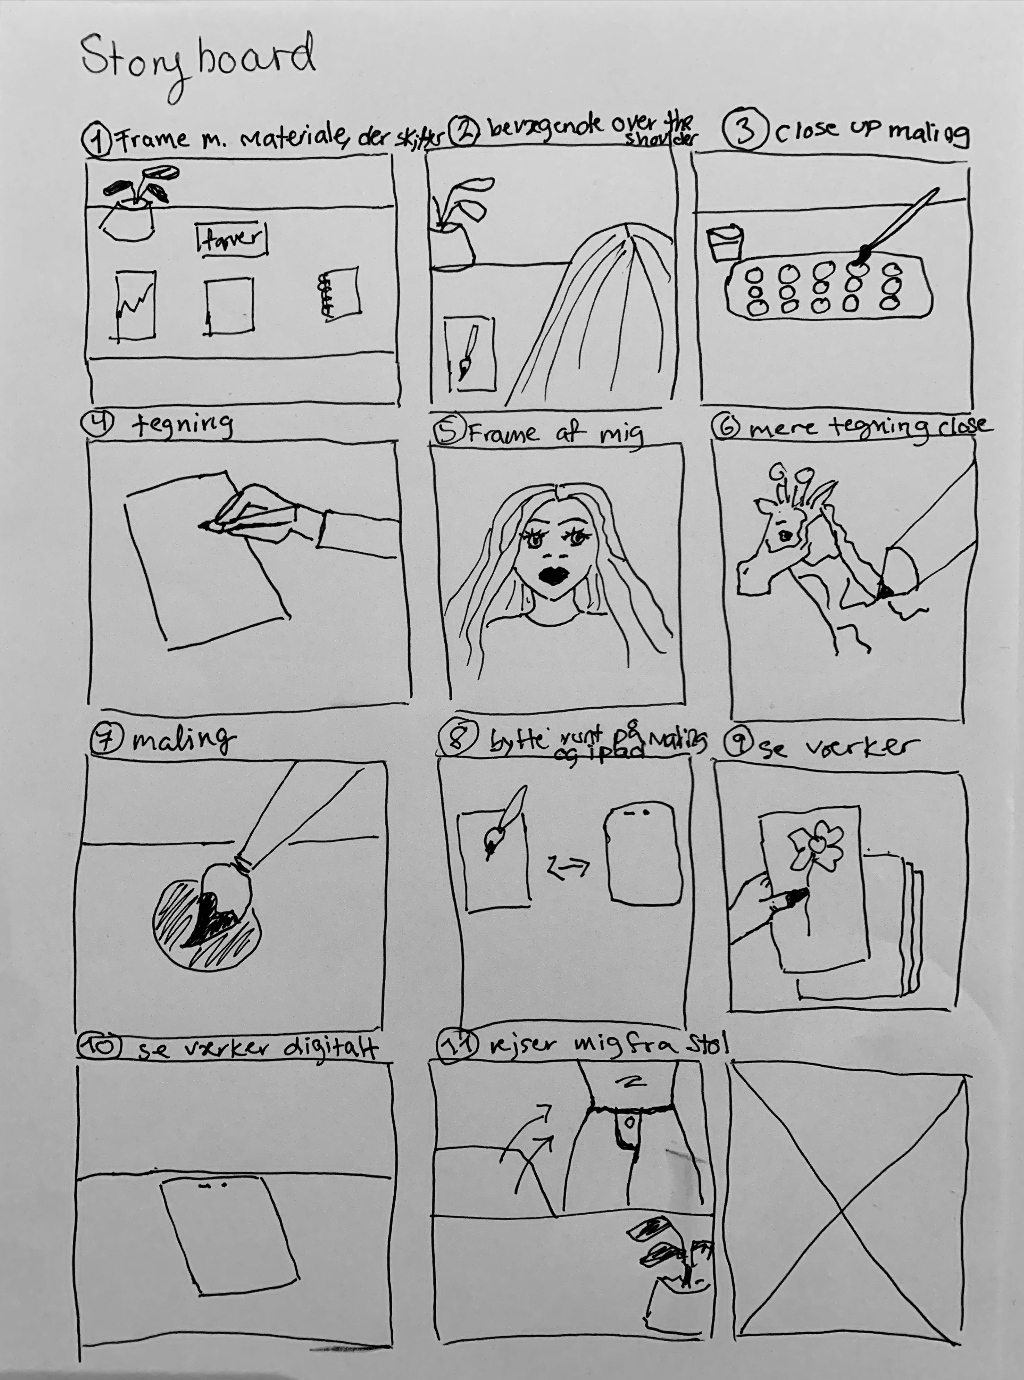 Storyboard
1 Frame m. materiale, der skifter
2 bevægende over the
shoulder
3 close up maling
farver
4 tegning
5 Frame af mig
6 mere tegning close
7 maling
8 bytte rundt på maling
og ipad
9 se værker
10 se værker digitalt
11 rejser mig fra stol